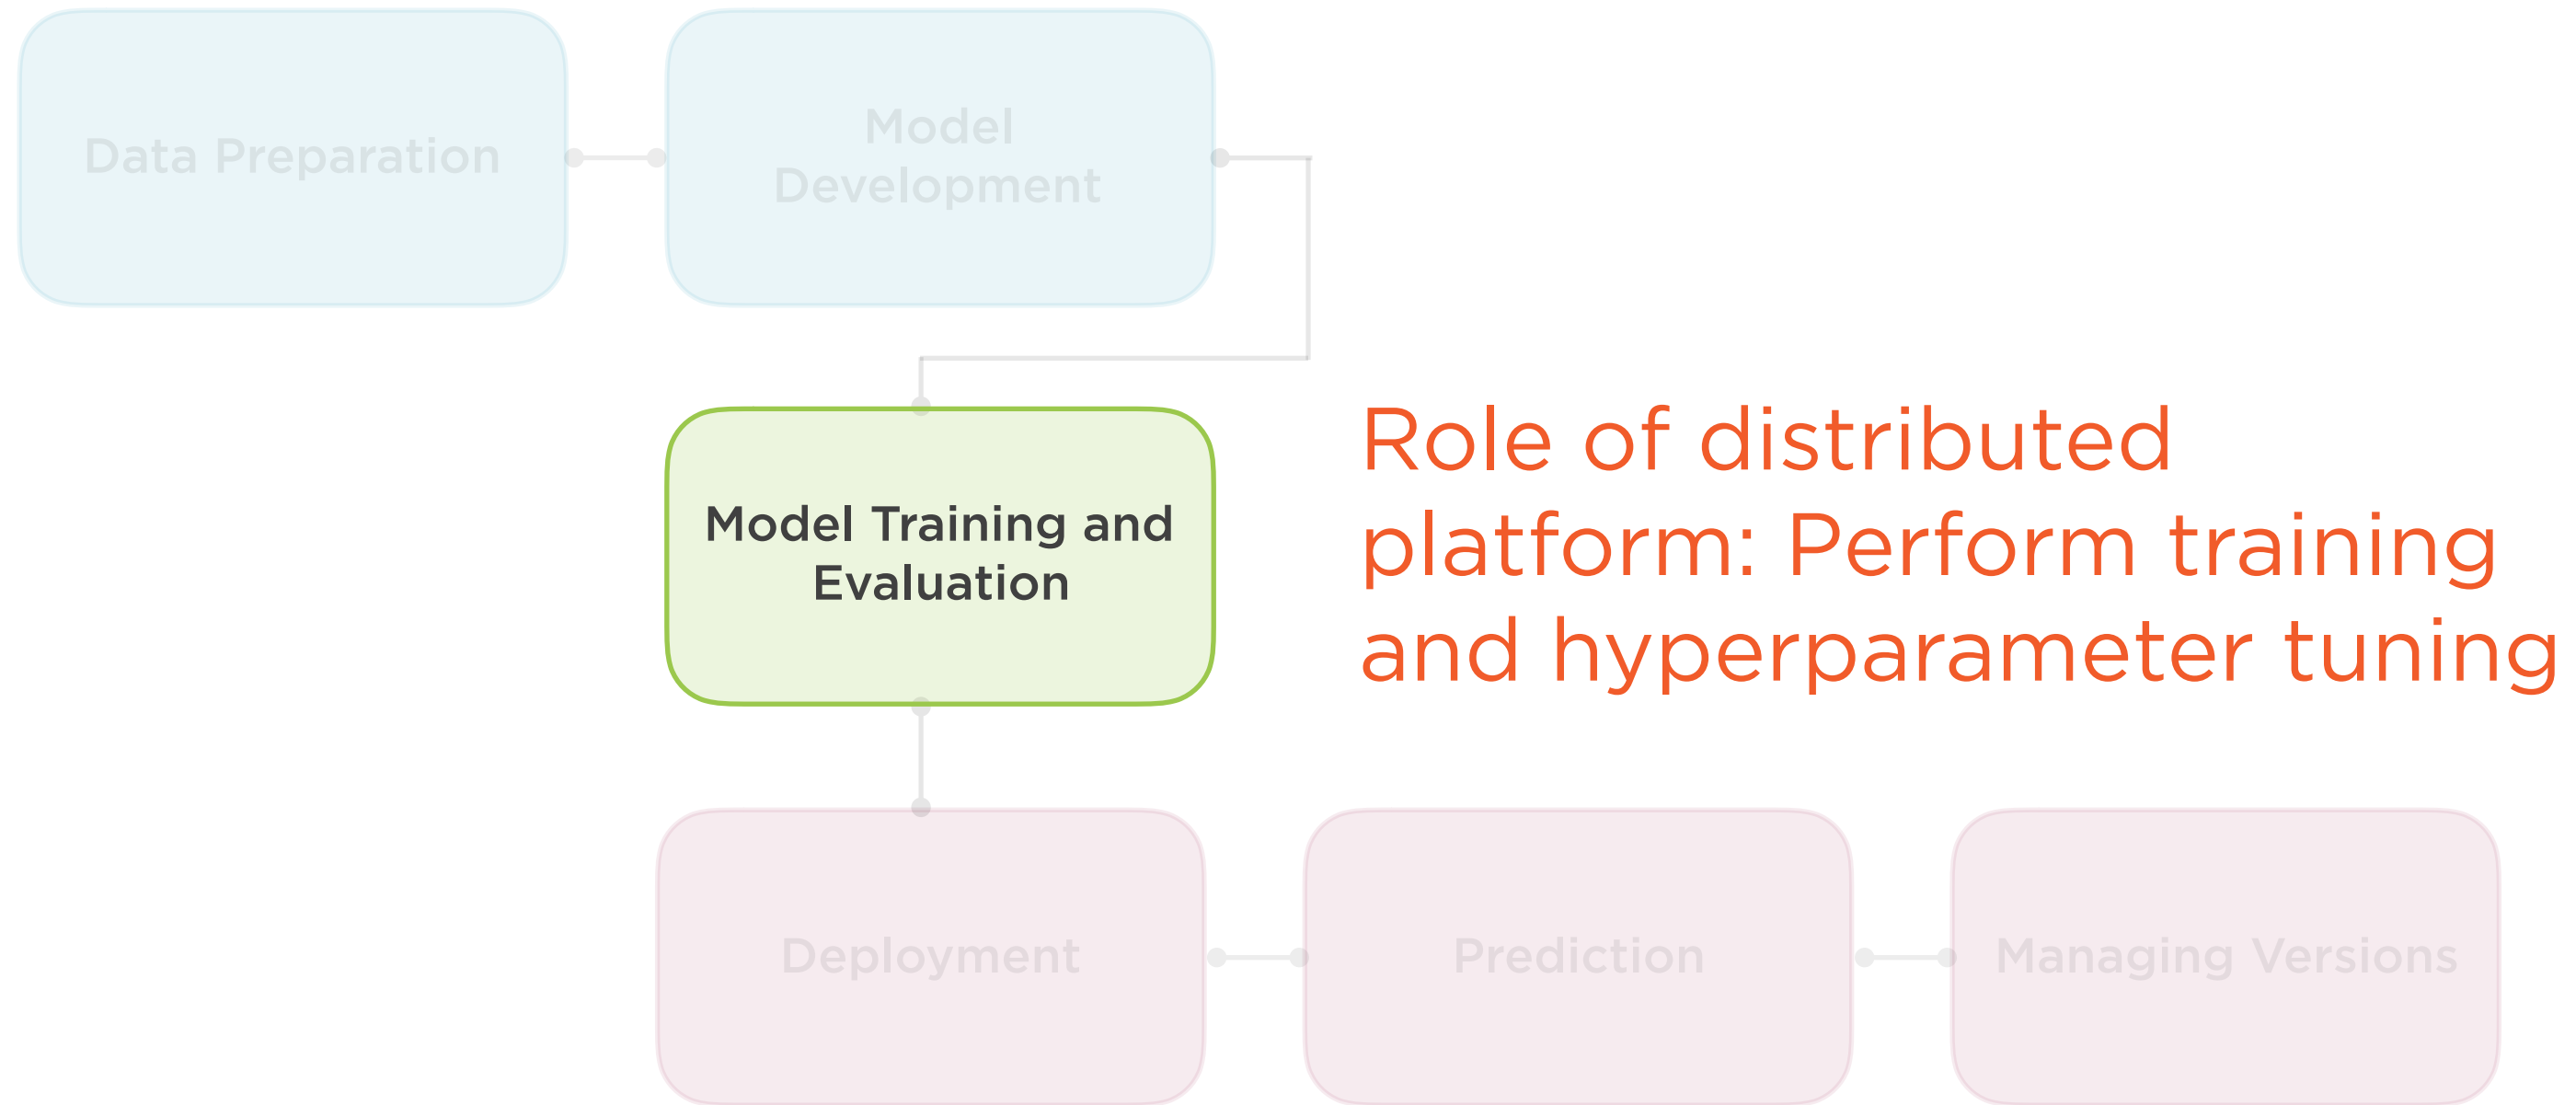 Data Preparation
Model
Development
Model Training and
Evaluation
Role of distributed
platform: Perform training
and hyperparameter tuning
Deployment
Prediction
Managing Versions